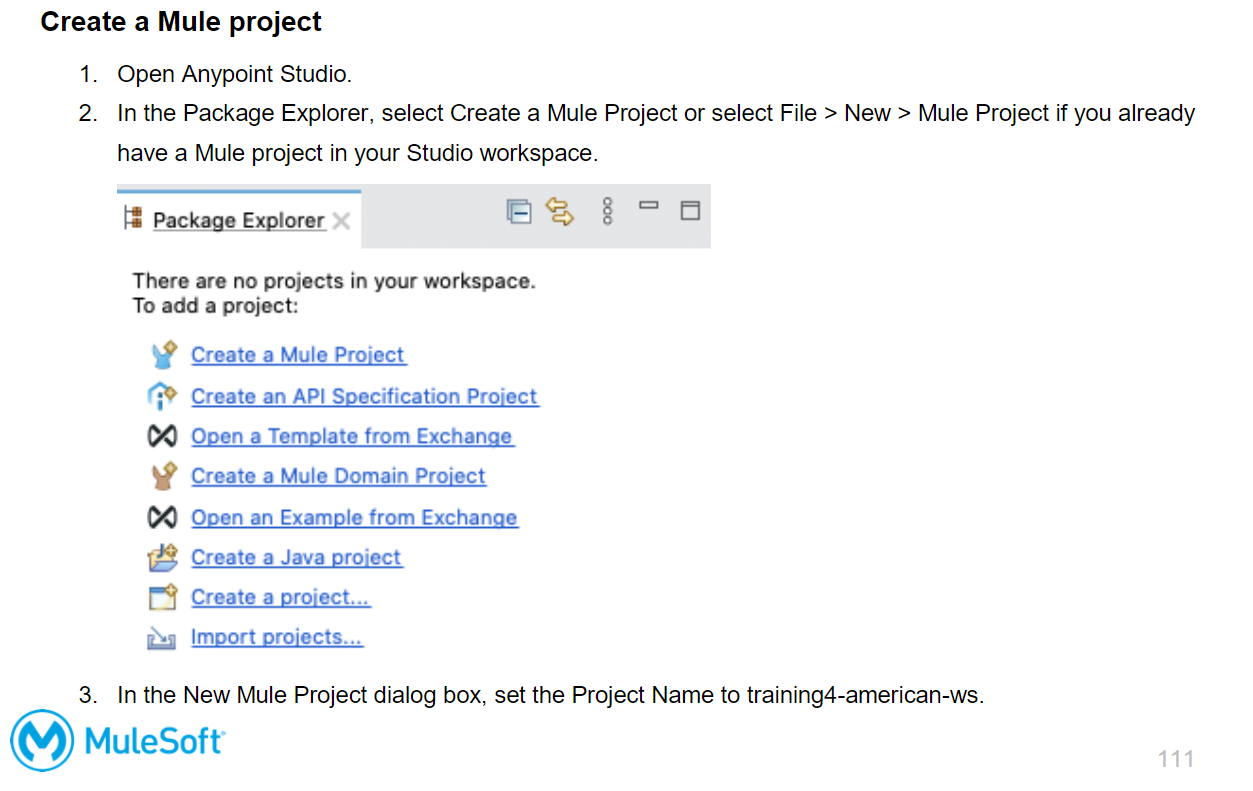 Create a Mule project
1. Open Anypoint Studio.
2. In the Package Explorer, select Create a Mule Project or select File > New > Mule Project if you already
have a Mule project in your Studio workspace.
Package Explorer
There are no projects in your workspace.
To add a project:
Create a Mule Project
Create an API Specification Project
Open a Template from Exchange
Create a Mule Domain Project
Open an Example from Exchange
Create a Java project
Create a project...
Import projects...
3. In the New Mule Project dialog box, set the Project Name to training4-american-ws.
MuleSoft
111